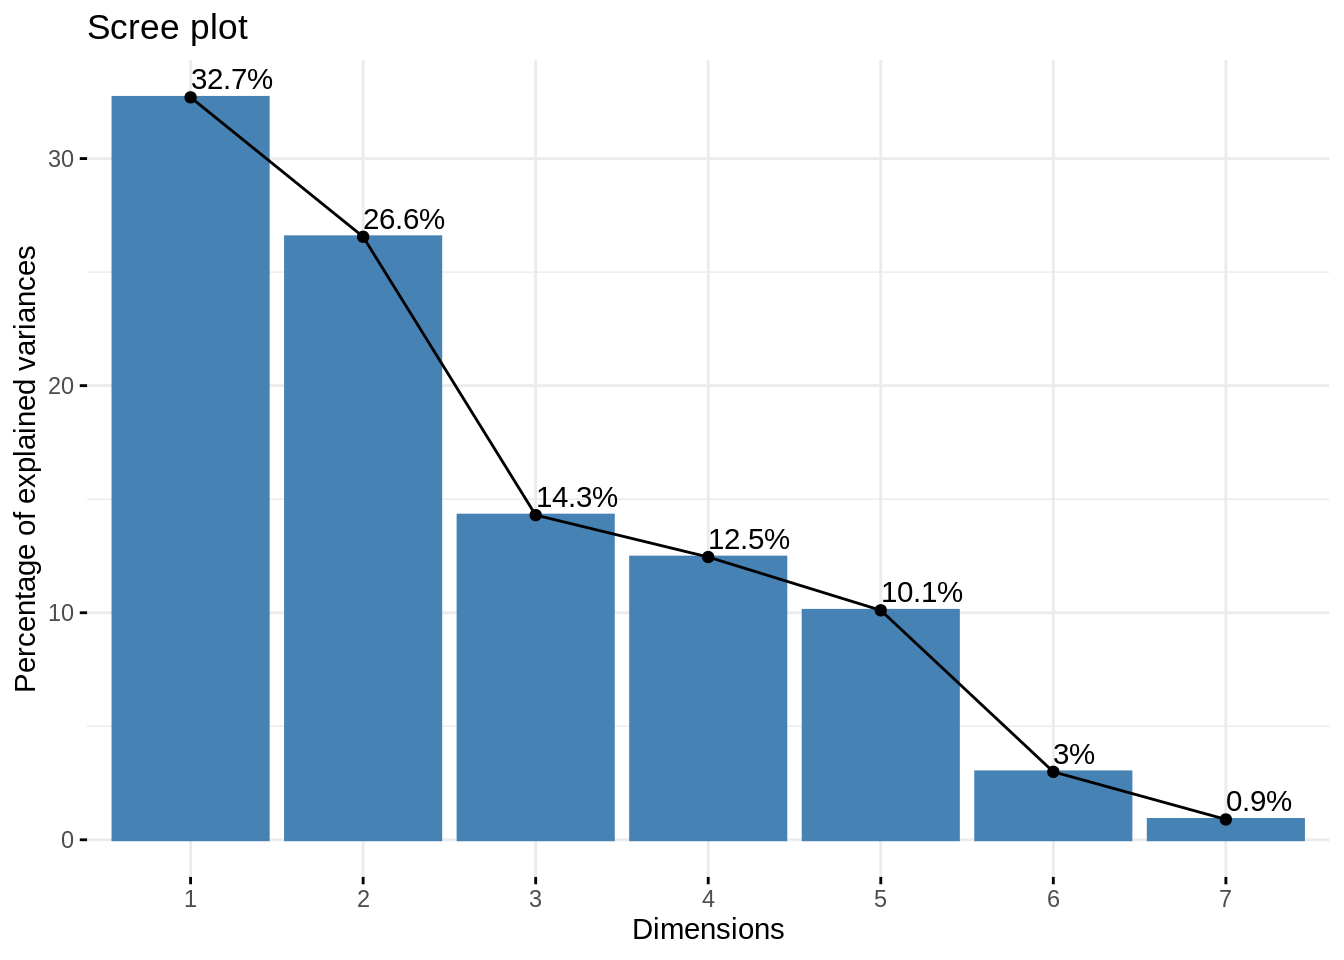 Scree plot
32.7%
26.6%
14.3%
12.5%
10.1%
3%
0.9%
Percentage of explained variances
30
20
10
0
1 2 3 4 5 6 7
Dimensions